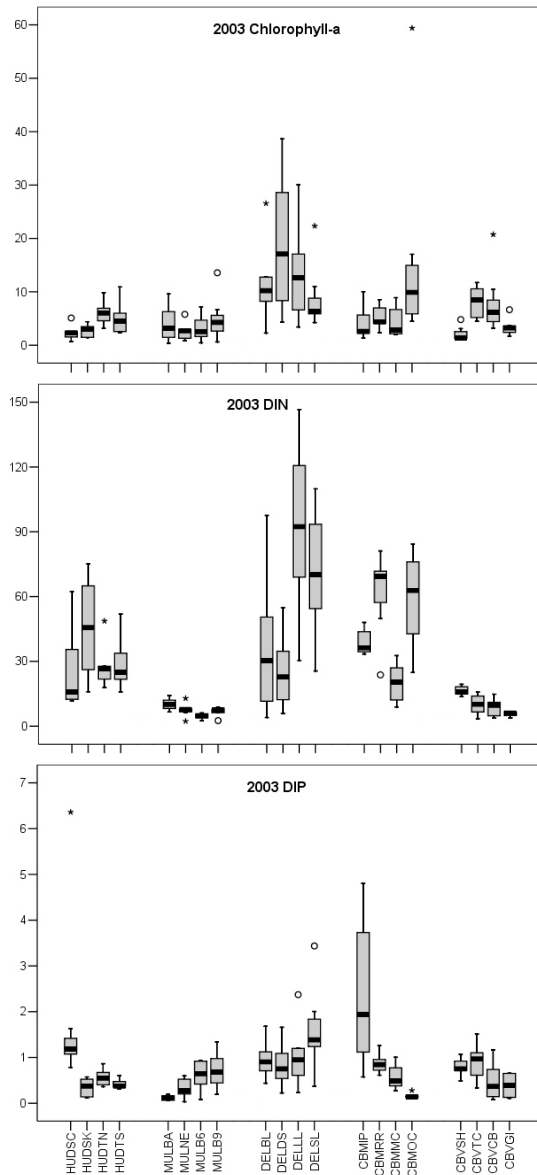 2003 Chlorophyll-a
60
50
40
30
20
10
0
2003 DIN
150
120
90
60
30
0
2003 DIP
7
6
5
4
3
2
1
0
HUDSC
HUDSK
HUDTN
HUDTS
MULBA
MULNE
MULB6
MULB9
DELBL
DELDS
DELLL
DELSL
CBMIP
CBMRR
CBMMC
CBMOC
CBVSH
CBVTC
CBVCB
CBVGI